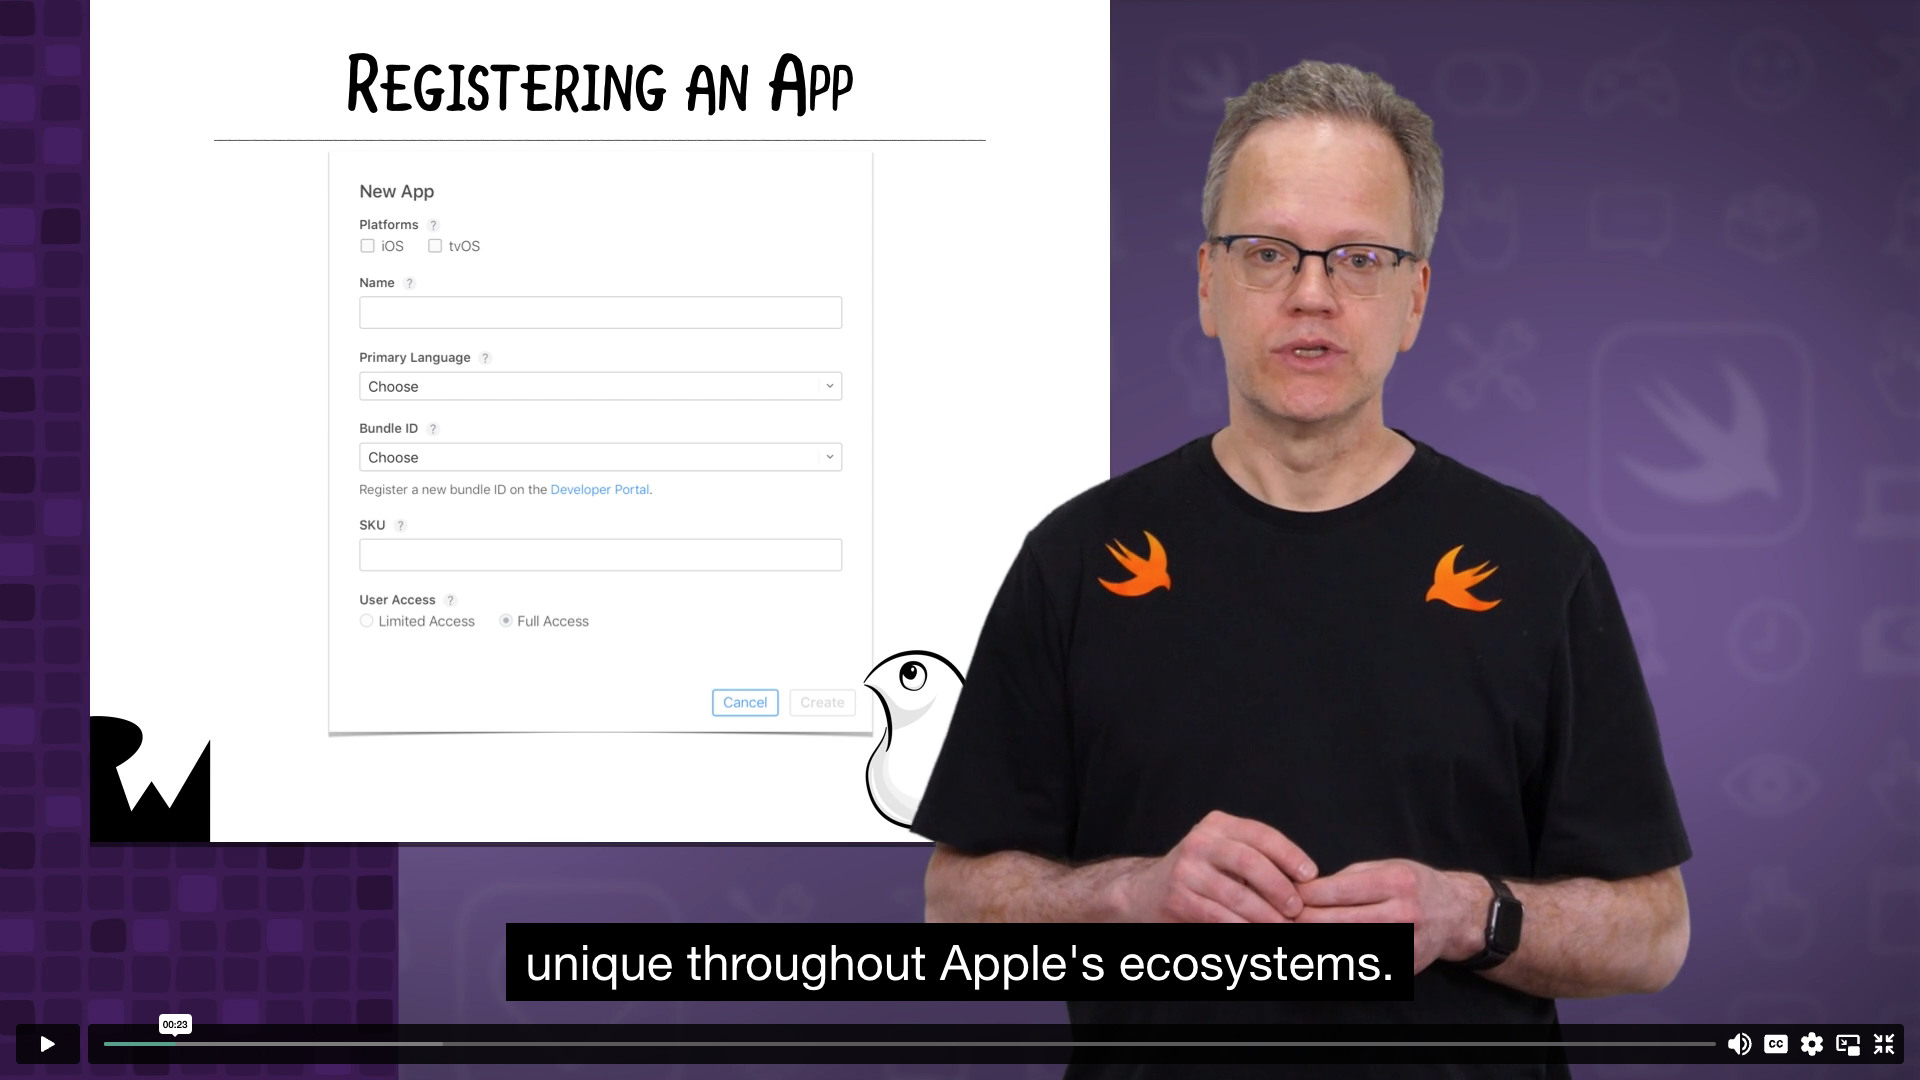 REGISTERING AN APP
New App
Platforms ?
iOS tvOS
Name ?
Primary Language ?
Choose
Bundle ID ?
Choose
Register a new bundle ID on the Developer Portal.
SKU ?
User Access ?
Limited Access Full Access
Cancel Create
RW
unique throughout Apple's ecosystems.
00:23
CC